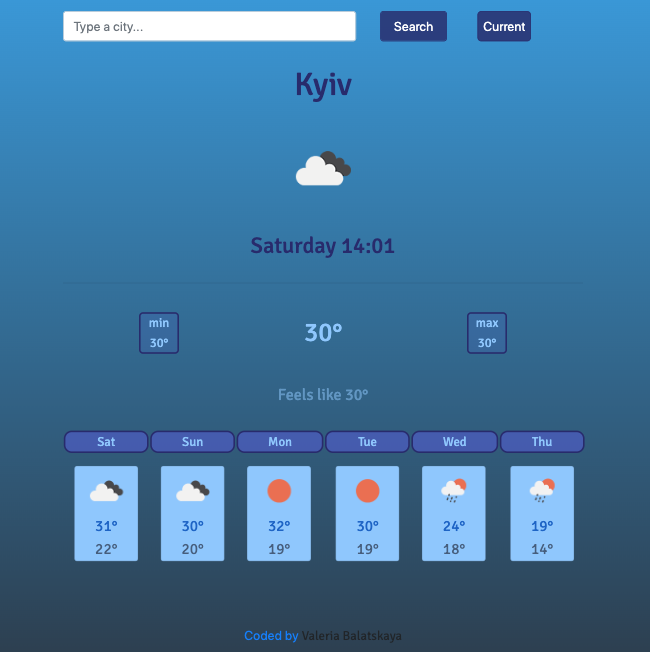 Type a city... Search Current
Kyiv
Saturday 14:01
min 30° max
30° 30°
Feels like 30°
Sat Sun Mon Tue Wed Thu
31° 30° 32° 30° 24° 19°
22° 20° 19° 19° 18° 14°
Coded by Valeria Balatskaya